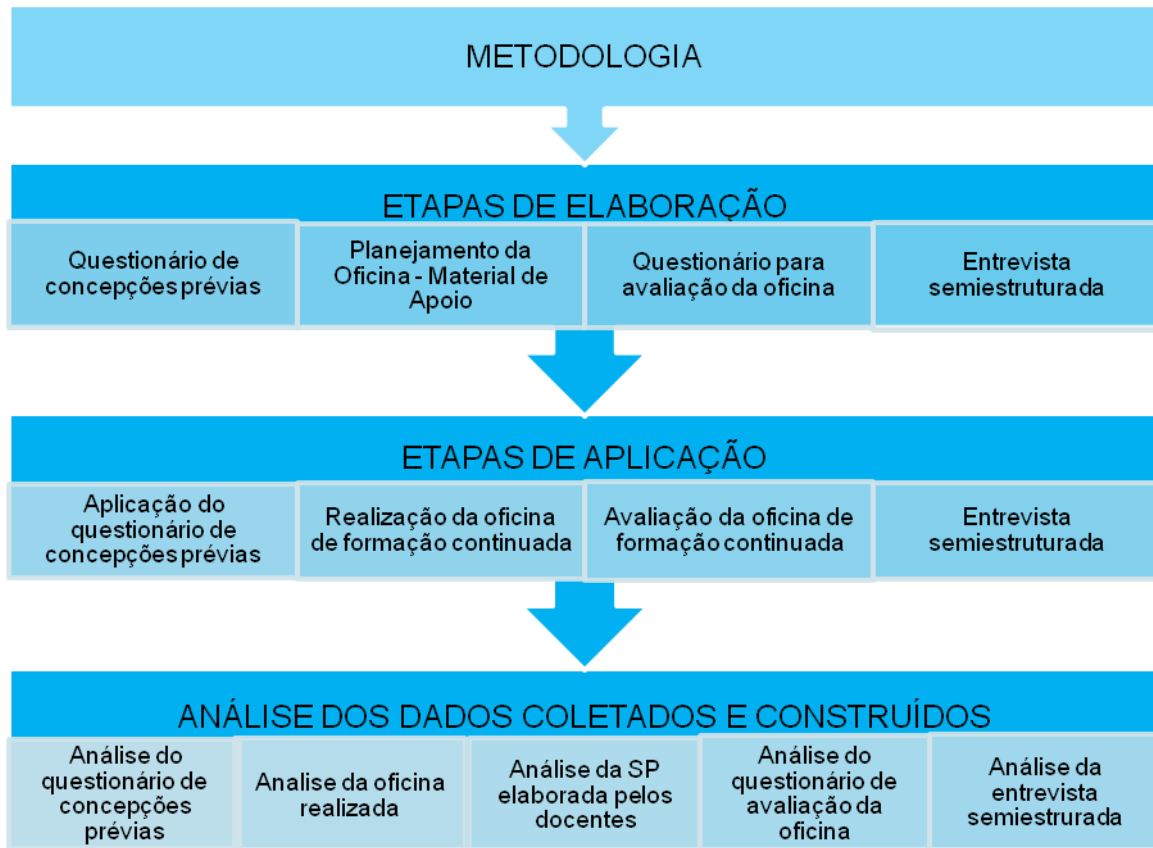 METODOLOGIA
ETAPAS DE ELABORAÇÃO
Questionário de
concepções prévias
Planejamento da
Oficina - Material de
Apoio
Questionário para
avaliação da oficina
Entrevista
semiestruturada
ETAPAS DE APLICAÇÃO
Aplicação do
questionário de
concepções prévias
Realização da oficina
de formação continuada
Avaliação da oficina de
formação continuada
Entrevista
semiestruturada
ANÁLISE DOS DADOS COLETADOS E CONSTRUÍDOS
Análise do
questionário de
concepções
prévias
Analise da oficina
realizada
Análise da SP
elaborada pelos
docentes
Análise do
questionário de
avaliação da
oficina
Análise da
entrevista
semiestrurada